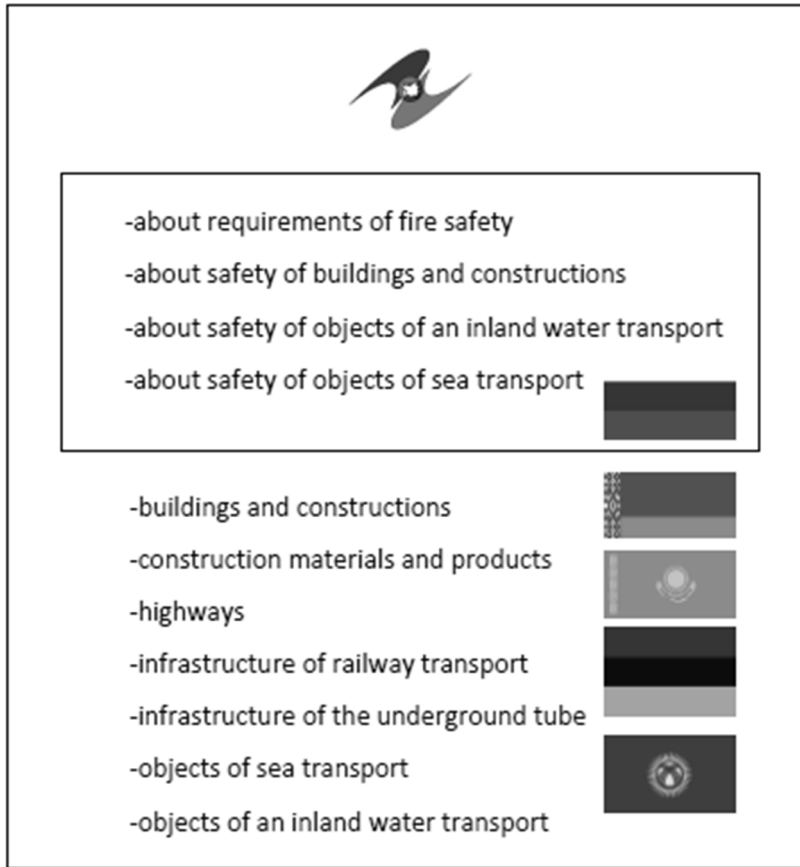 -about requirements of fire safety
-about safety of buildings and constructions
-about safety of objects of an inland water transport
-about safety of objects of sea transport
-buildings and constructions
-construction materials and products
-highways
-infrastructure of railway transport
-infrastructure of the underground tube
-objects of sea transport
-objects of an inland water transport